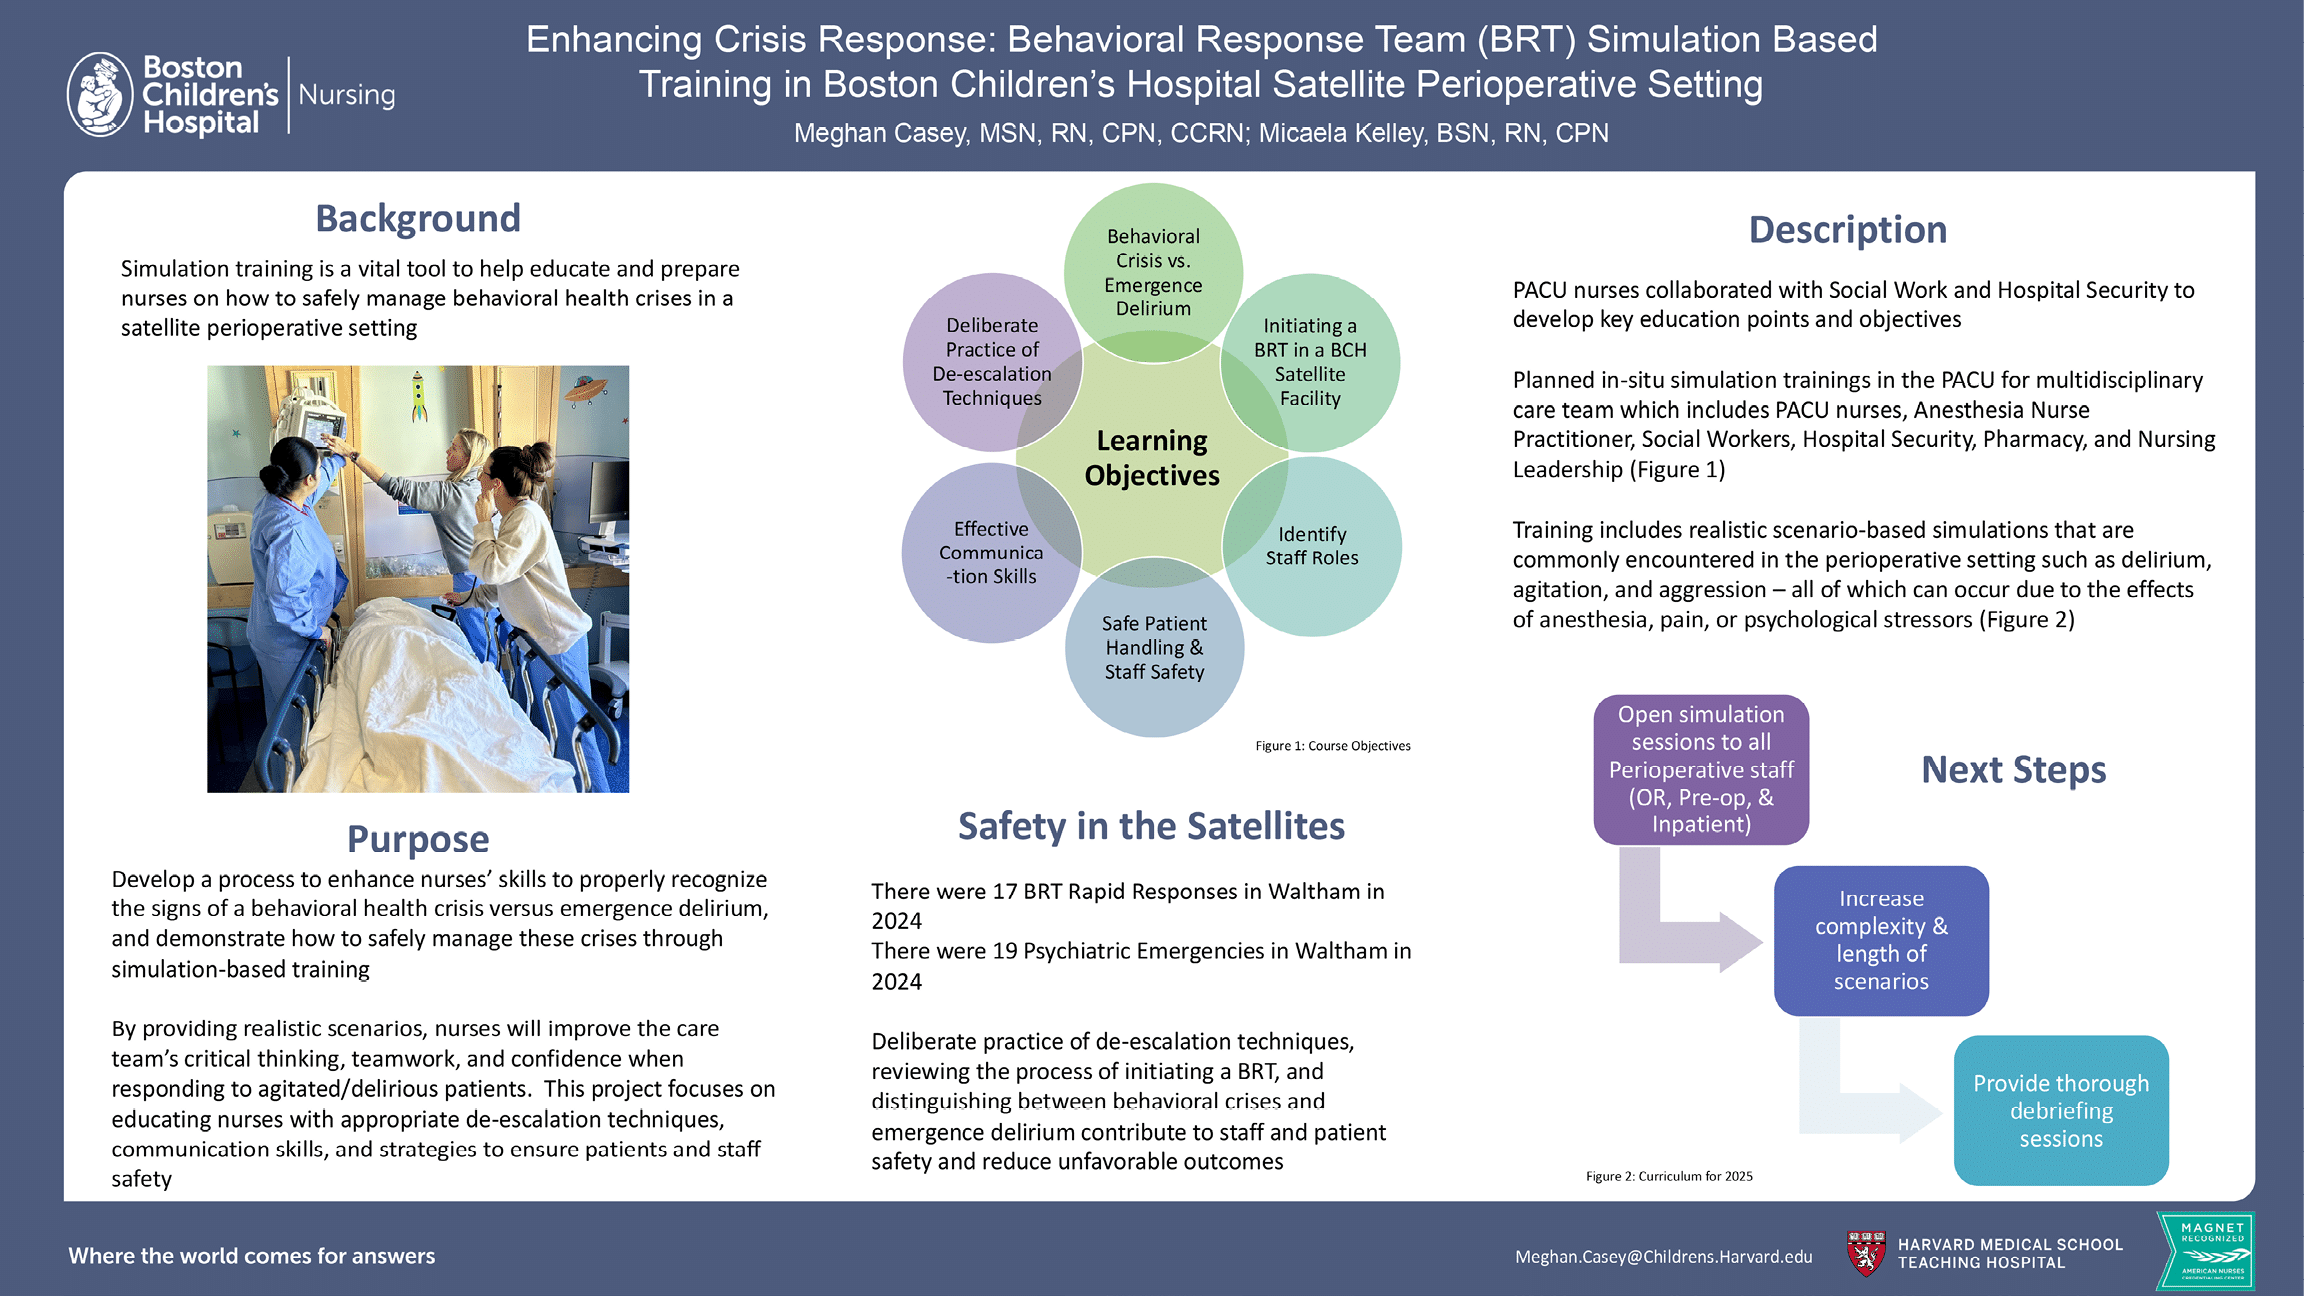 Boston
Children's
Hospital
Nursing
Enhancing Crisis Response: Behavioral Response Team (BRT) Simulation Based
Training in Boston Children’s Hospital Satellite Perioperative Setting
Meghan Casey, MSN, RN, CPN, CCRN; Micaela Kelley, BSN, RN, CPN
Background
Simulation training is a vital tool to help educate and prepare
nurses on how to safely manage behavioral health crises in a
satellite perioperative setting
Purpose
Develop a process to enhance nurses’ skills to properly recognize
the signs of a behavioral health crisis versus emergence delirium,
and demonstrate how to safely manage these crises through
simulation-based training
By providing realistic scenarios, nurses will improve the care
team’s critical thinking, teamwork, and confidence when
responding to agitated/delirious patients.  This project focuses on
educating nurses with appropriate de-escalation techniques,
communication skills, and strategies to ensure patients and staff
safety
Behavioral
Crisis vs.
Emergence
Delirium
Initiating a
BRT in a BCH
Satellite
Facility
Identify
Staff Roles
Safe Patient
Handling &
Staff Safety
Effective
Communica
-tion Skills
Deliberate
Practice of
De-escalation
Techniques
Learning
Objectives
Figure 1: Course Objectives
Safety in the Satellites
There were 17 BRT Rapid Responses in Waltham in
2024
There were 19 Psychiatric Emergencies in Waltham in
2024
Deliberate practice of de-escalation techniques,
reviewing the process of initiating a BRT, and
distinguishing between behavioral crises and
emergence delirium contribute to staff and patient
safety and reduce unfavorable outcomes
Description
PACU nurses collaborated with Social Work and Hospital Security to
develop key education points and objectives
Planned in-situ simulation trainings in the PACU for multidisciplinary
care team which includes PACU nurses, Anesthesia Nurse
Practitioner, Social Workers, Hospital Security, Pharmacy, and Nursing
Leadership (Figure 1)
Training includes realistic scenario-based simulations that are
commonly encountered in the perioperative setting such as delirium,
agitation, and aggression – all of which can occur due to the effects
of anesthesia, pain, or psychological stressors (Figure 2)
Next Steps
Open simulation
sessions to all
Perioperative staff
(OR, Pre-op, &
Inpatient)
Increase
complexity &
length of
scenarios
Provide thorough
debriefing
sessions
Figure 2: Curriculum for 2025
Where the world comes for answers
Meghan.Casey@Childrens.Harvard.edu
HARVARD MEDICAL SCHOOL
TEACHING HOSPITAL
MAGNET
RECOGNIZED
AMERICAN NURSES
CREDENTIALING CENTER